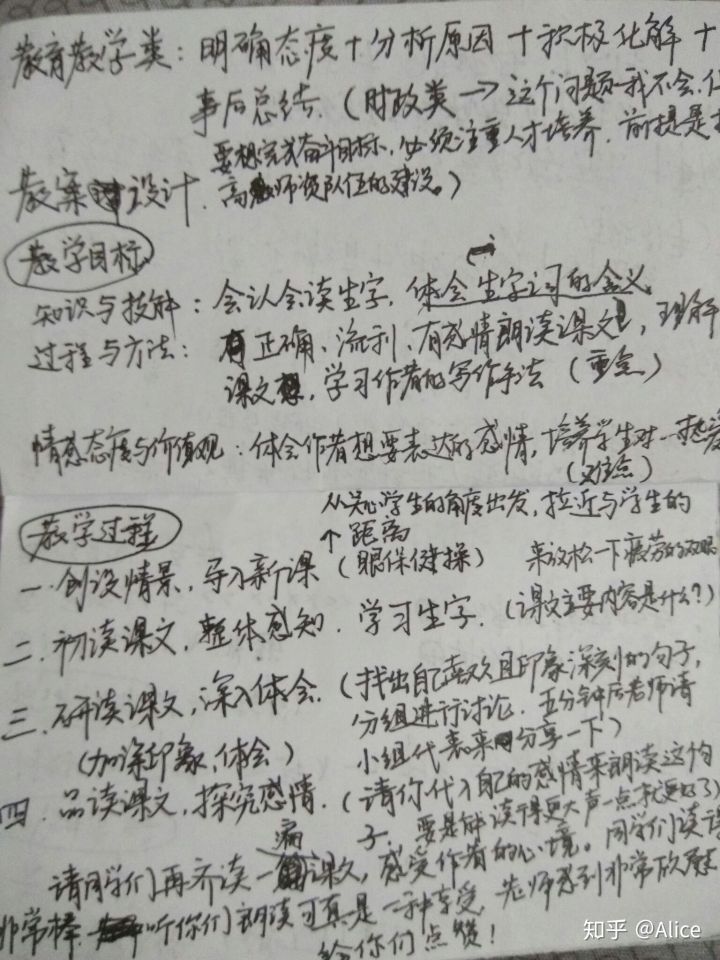 教育教学类：明确态度十分析原因十积极化解十
事后总结.（时政类→这个问题我不会.
要想完成奋斗目标，必须注重人才培养，前提是
教案设计.高师资队伍的建设。）
教学目标
知识与技能：会认会读生字，体会生字词的含义
过程与方法：正确、流利、有感情朗读课文，理解
课文，学习作者的写作手法（重点）
情感态度与价值观：体会作者想要表达的感情，培养学生对一热爱
（难点）
从关心学生的角度出发，拉近与学生的
教学过程
↑距离
一.创设情景，导入新课（眼保健操）来放松一下疲劳的双眼
二.初读课文，整体感知.学习生字.（课文主要内容是什么？）
三.研读课文，深入体会.（找出自己喜欢且印象深刻的句子，
分组进行讨论.五分钟后老师请
（加深印象、体会）小组代表来分享一下）
四.品读课文，探究感情.（请你代入自己的感情来朗读这个句
子，要是能读得更大声一点就更好了）
请同学们再齐读一遍课文，感受作者的心境。同学们读得
非常棒.听你们朗读可真是一种享受，老师感到非常
给你们点赞！
知乎 @Alice